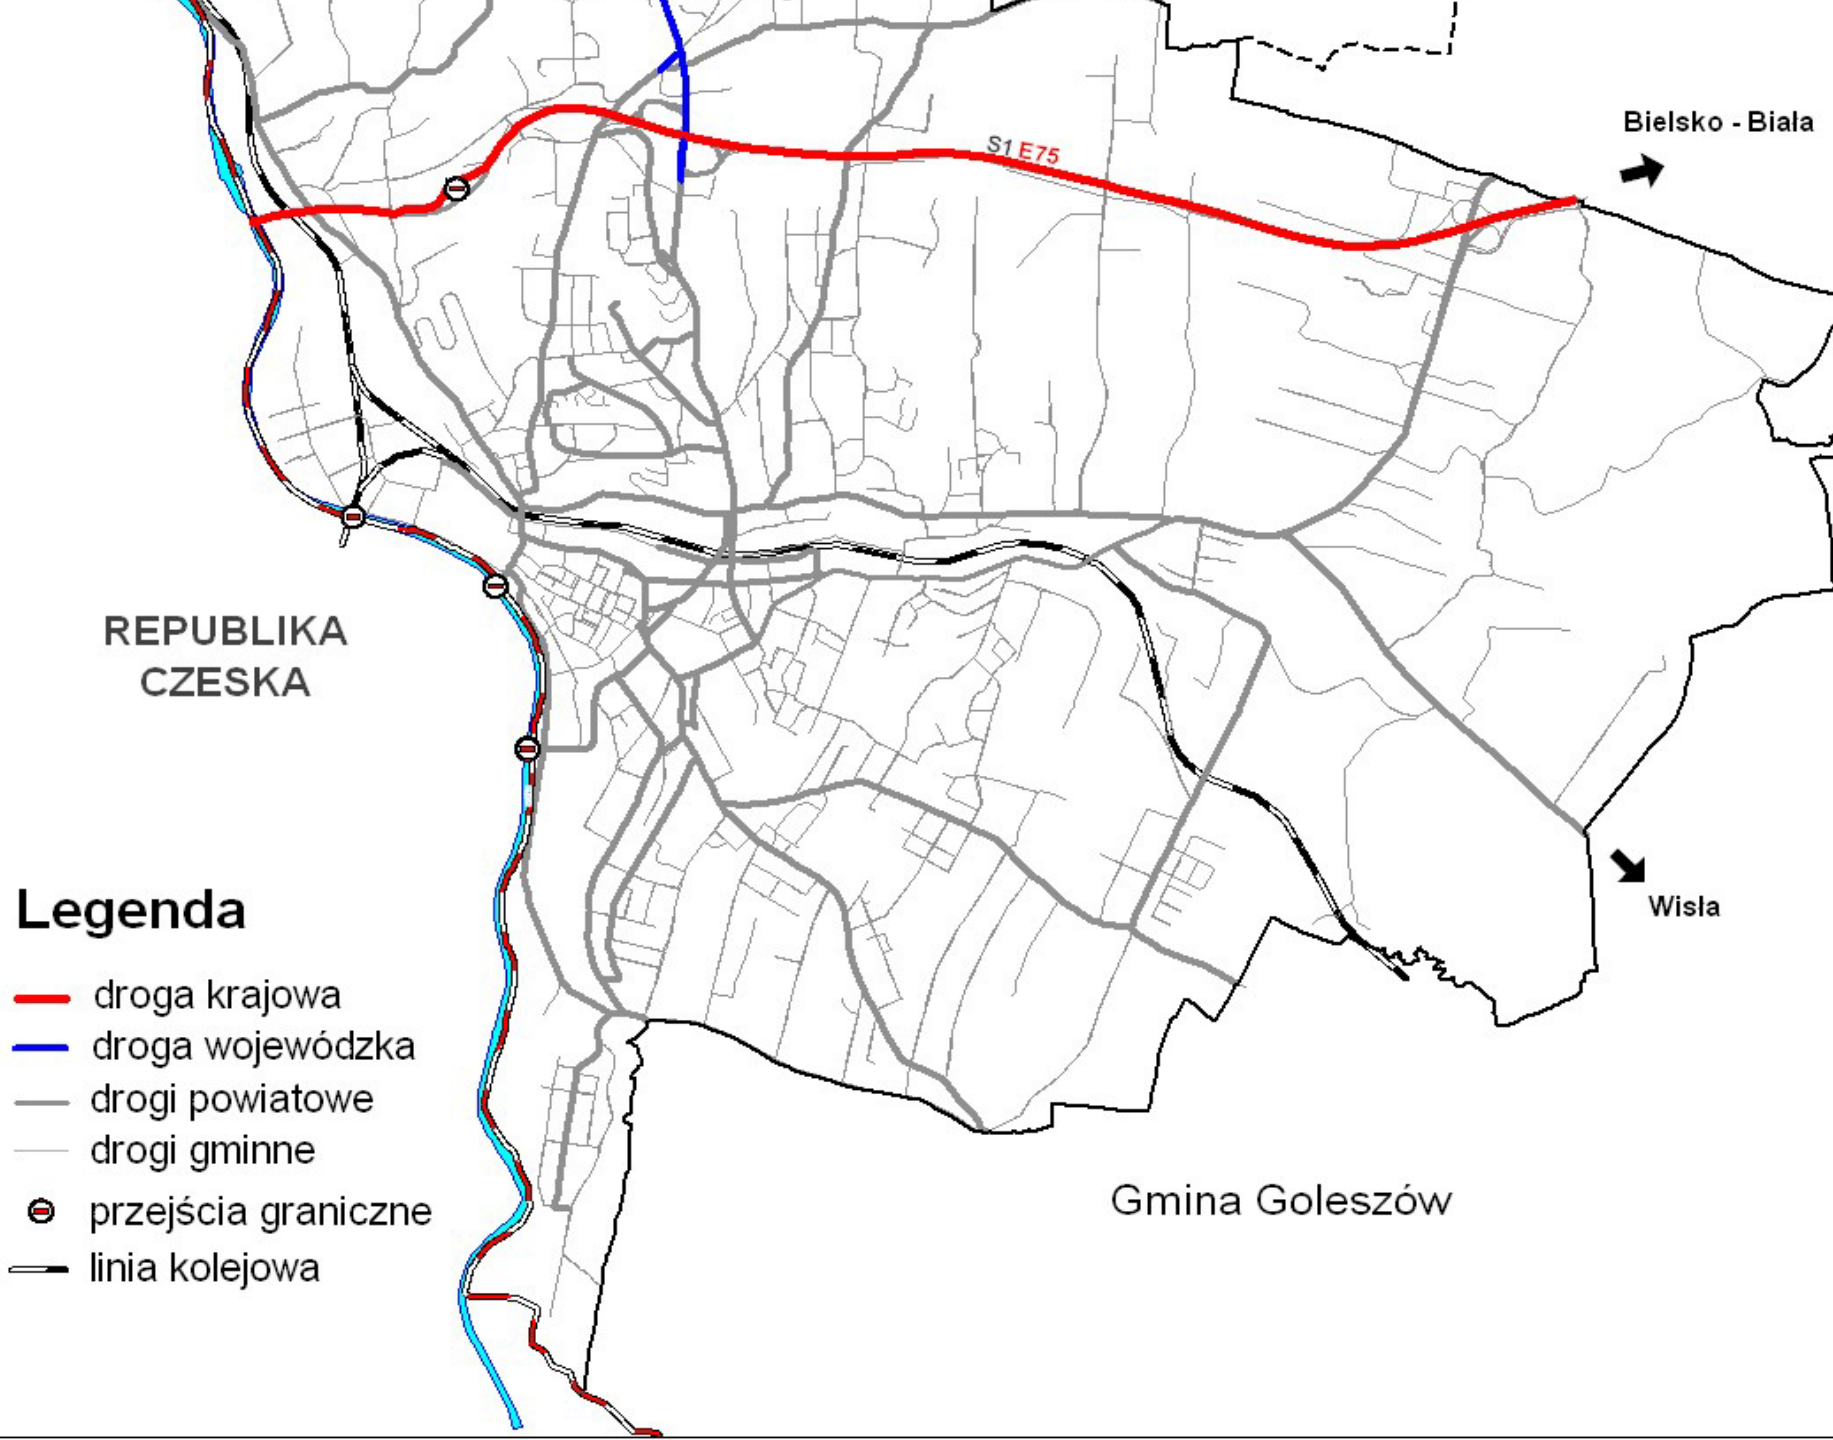 Bielsko - Biała
S1 E75
REPUBLIKA
CZESKA
Wisła
Legenda
droga krajowa
droga wojewódzka
drogi powiatowe
drogi gminne
przejścia graniczne
linia kolejowa
Gmina Goleszów